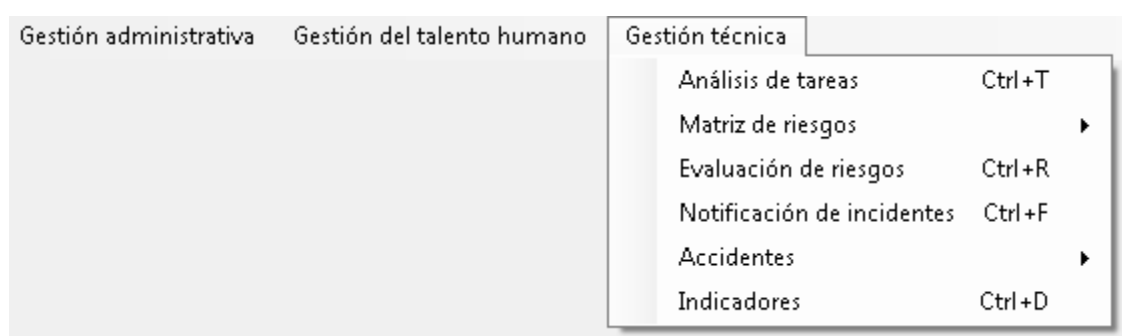 Gestión administrativa Gestión del talento humano Gestión técnica
Análisis de tareas Ctrl+T
Matriz de riesgos
Evaluación de riesgos Ctrl+R
Notificación de incidentes Ctrl+F
Accidentes
Indicadores Ctrl+D